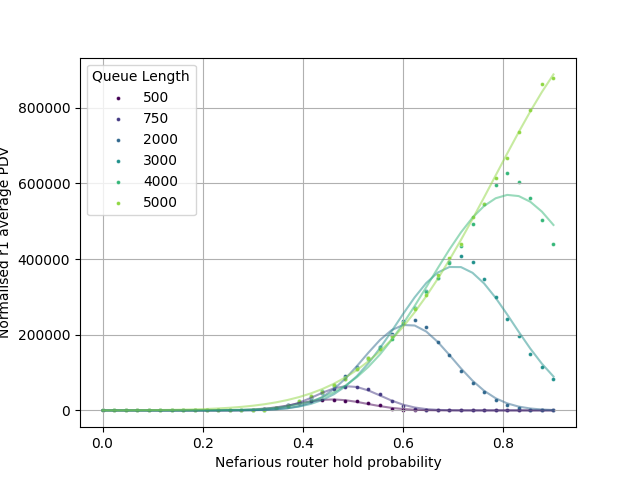 Queue Length
500
750
2000
3000
4000
5000
800000
600000
400000
200000
0
Normalised r1 average PDV
0.0 0.2 0.4 0.6 0.8
Nefarious router hold probability